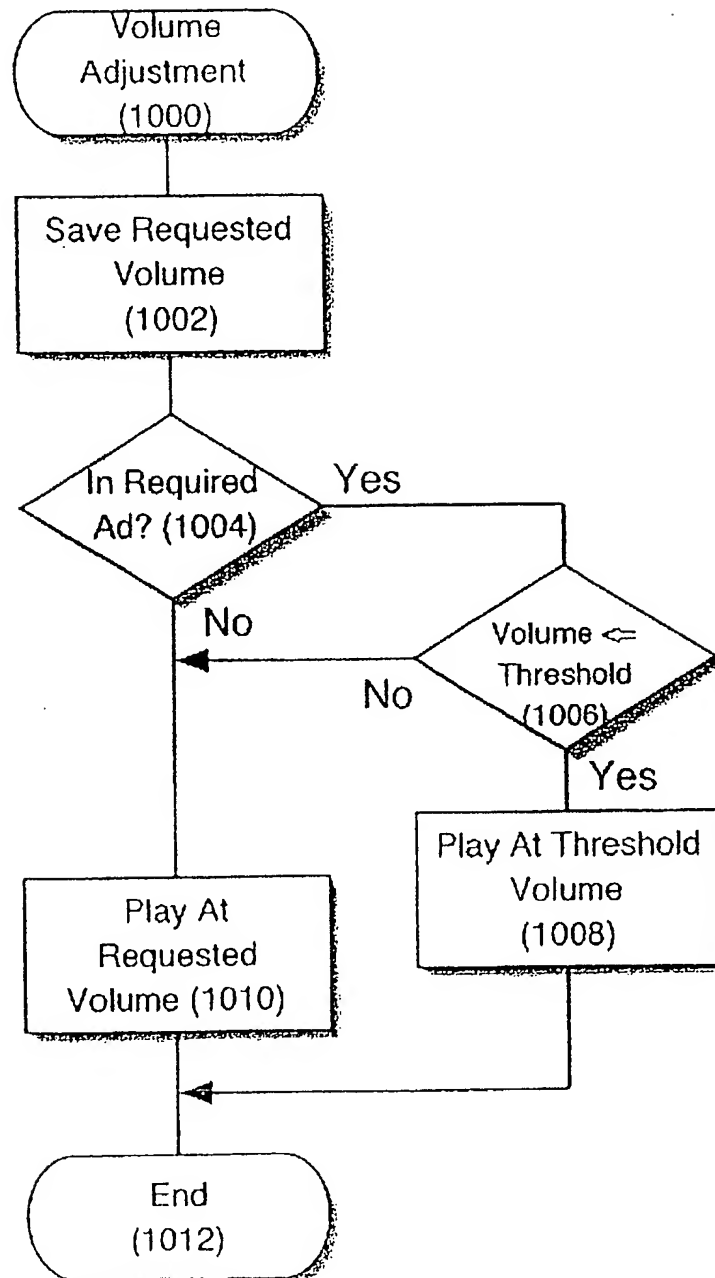 Volume
Adjustment
(1000)
Save Requested
Volume
(1002)
In Required
Ad? (1004)
Yes
No
Volume ⇐
Threshold
(1006)
No
Yes
Play At Threshold
Volume
(1008)
Play At
Requested
Volume (1010)
End
(1012)